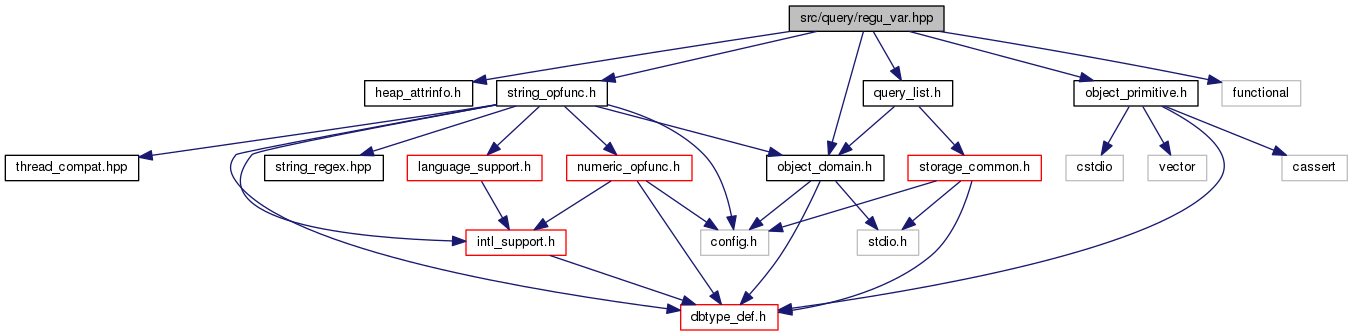 src/query/regu_var.hpp
heap_attrinfo.h
string_opfunc.h
query_list.h
object_primitive.h
functional
thread_compat.hpp
string_regex.hpp
language_support.h
numeric_opfunc.h
object_domain.h
storage_common.h
cstdio
vector
cassert
intl_support.h
config.h
stdio.h
dbtype_def.h